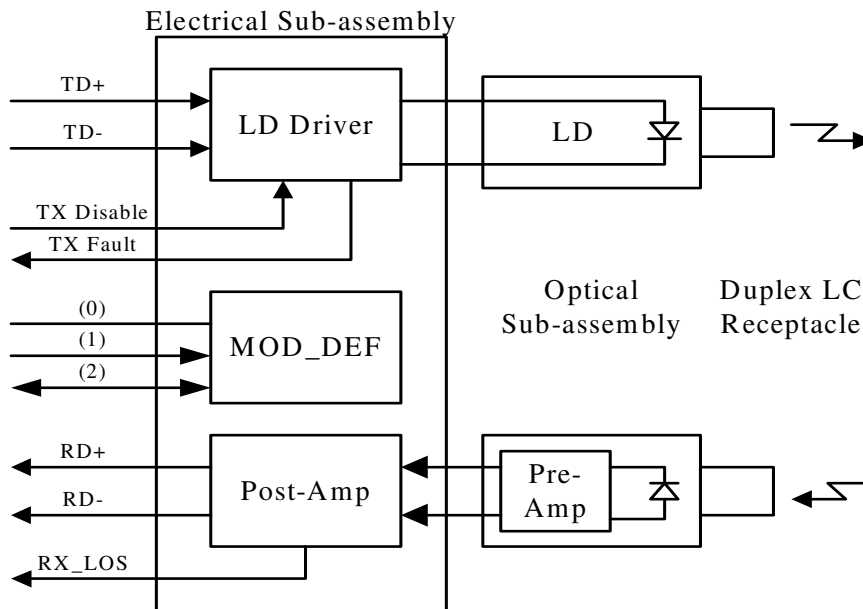 Electrical Sub-assembly
TD+
TD-
LD Driver
LD
TX Disable
TX Fault
(0)
(1)
(2)
MOD_DEF
Optical
Sub-assembly
Duplex LC
Receptacle
RD+
RD-
RX_LOS
Post-Amp
Pre-
Amp